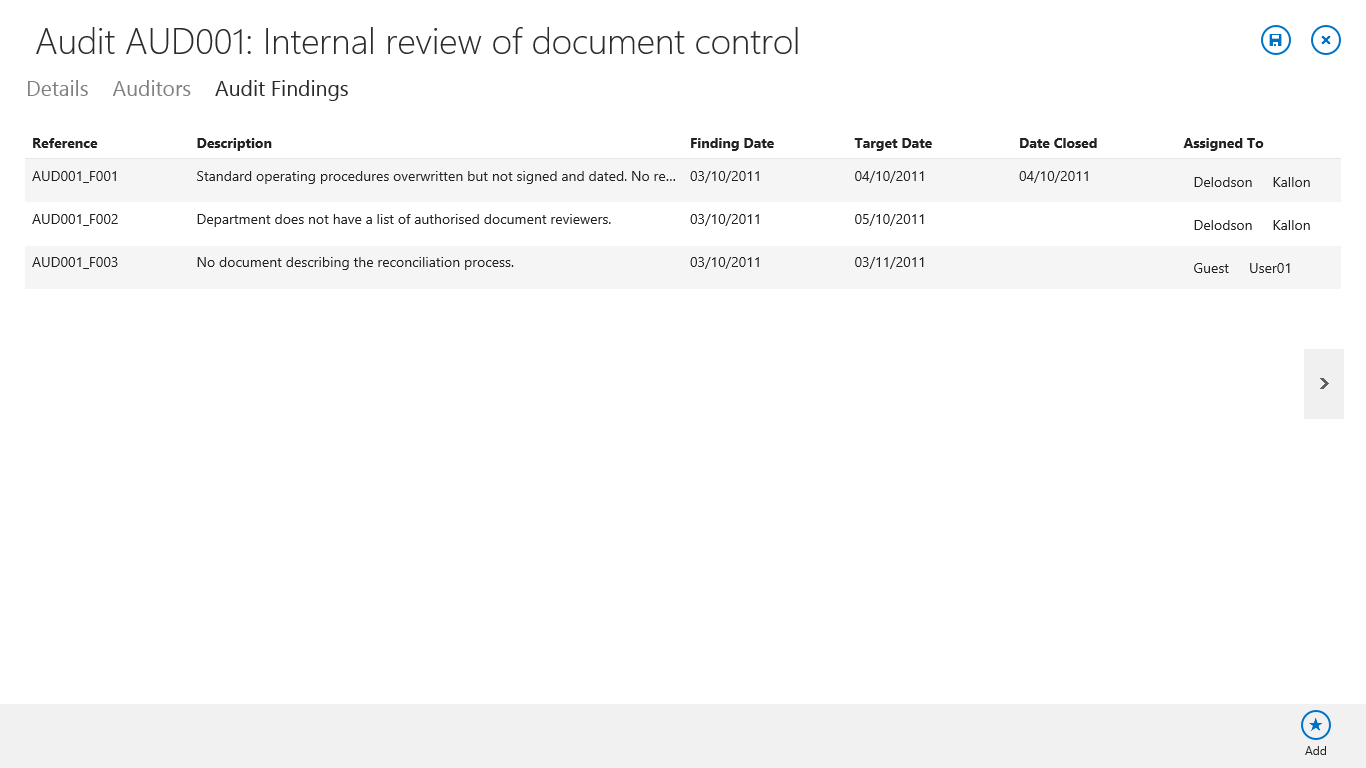 Audit AUD001: Internal review of document control
Details Auditors Audit Findings
Reference Description Finding Date Target Date Date Closed Assigned To
AUD001_F001 Standard operating procedures overwritten but not signed and dated. No re... 03/10/2011 04/10/2011 04/10/2011 Delodson Kallon
AUD001_F002 Department does not have a list of authorised document reviewers. 03/10/2011 05/10/2011 Delodson Kallon
AUD001_F003 No document describing the reconciliation process. 03/10/2011 03/11/2011 Guest User01
Add